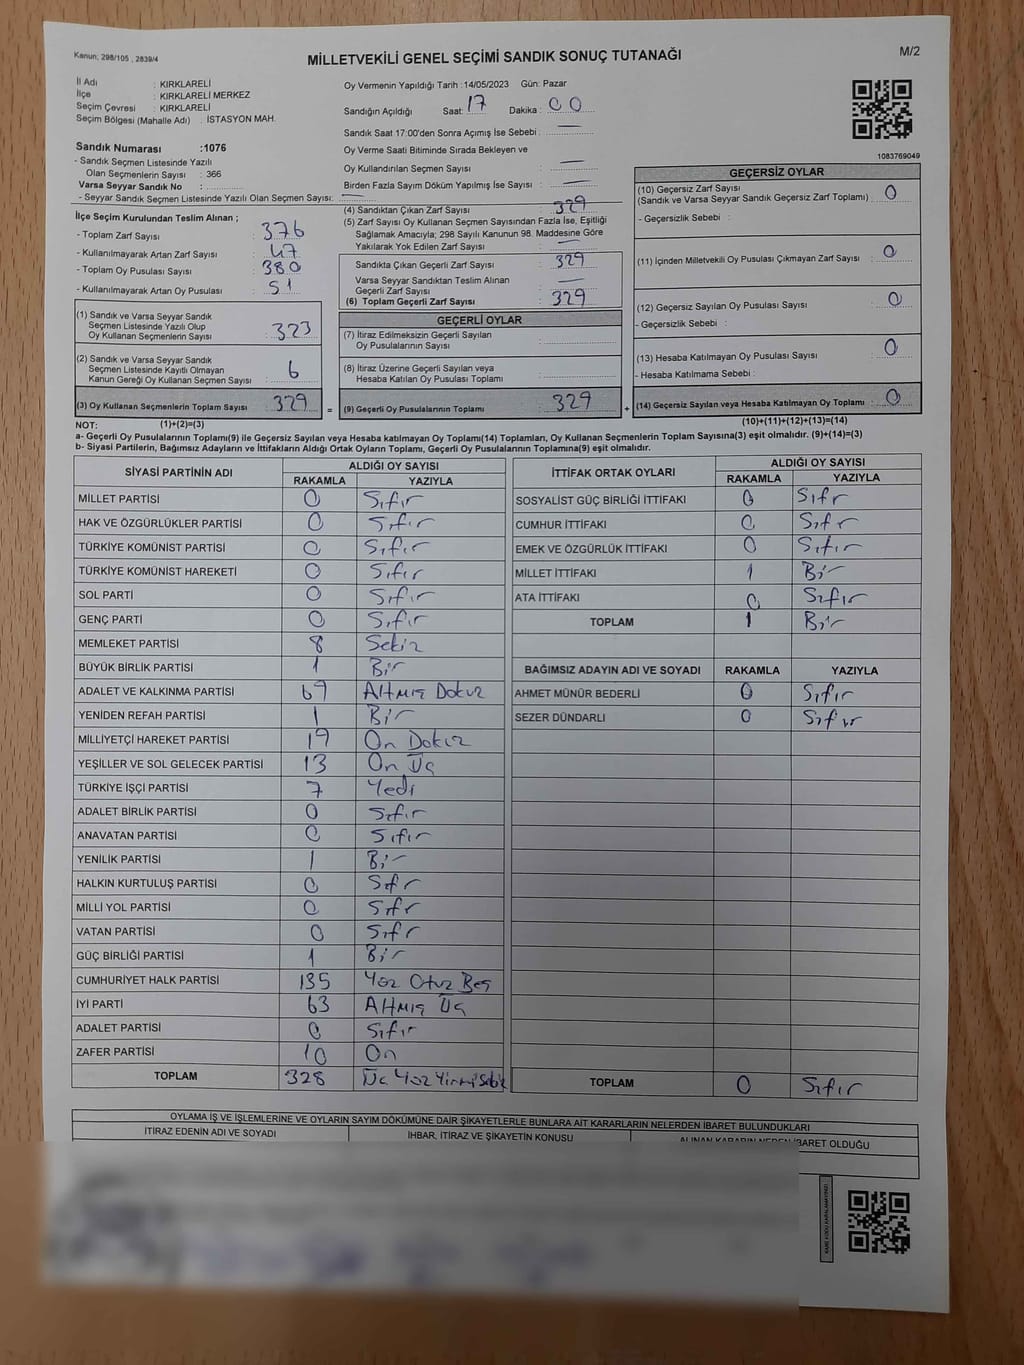 Kanun; 298/105 , 2839/4
MİLLETVEKİLİ GENEL SEÇİMİ SANDIK SONUÇ TUTANAĞI
M/2
İl Adı : KIRKLARELİ
İlçe : KIRKLARELİ MERKEZ
Seçim Çevresi : KIRKLARELİ
Seçim Bölgesi (Mahalle Adı) : İSTASYON MAH.
Sandık Numarası :1076
- Sandık Seçmen Listesinde Yazılı
Olan Seçmenlerin Sayısı : 366
Varsa Seyyar Sandık No :
- Seyyar Sandık Seçmen Listesinde Yazılı Olan Seçmen Sayısı: —
Oy Vermenin Yapıldığı Tarih : 14/05/2023 Gün: Pazar
Sandığın Açıldığı Saat: 17 Dakika : 00
Sandık Saat 17:00'den Sonra Açımış İse Sebebi : —
Oy Verme Saati Bitiminde Sırada Bekleyen ve
Oy Kullandırılan Seçmen Sayısı : —
Birden Fazla Sayım Döküm Yapılmış İse Sayısı : —
1083769049
İlçe Seçim Kurulundan Teslim Alınan ;
- Toplam Zarf Sayısı : 376
- Kullanılmayarak Artan Zarf Sayısı : 47
- Toplam Oy Pusulası Sayısı : 380
- Kullanılmayarak Artan Oy Pusulası : 51
(1) Sandık ve Varsa Seyyar Sandık
Seçmen Listesinde Yazılı Olup
Oy Kullanan Seçmenlerin Sayısı : 323
(2) Sandık ve Varsa Seyyar Sandık
Seçmen Listesinde Kayıtlı Olmayan
Kanun Gereği Oy Kullanan Seçmen Sayısı : 6
(3) Oy Kullanan Seçmenlerin Toplam Sayısı : 329
(4) Sandıktan Çıkan Zarf Sayısı : 329
(5) Zarf Sayısı Oy Kullanan Seçmen Sayısından Fazla İse, Eşitliği
Sağlamak Amacıyla; 298 Sayılı Kanunun 98. Maddesine Göre
Yakılarak Yok Edilen Zarf Sayısı : —
Sandıkta Çıkan Geçerli Zarf Sayısı : 329
Varsa Seyyar Sandıktan Teslim Alınan
Geçerli Zarf Sayısı : —
(6) Toplam Geçerli Zarf Sayısı : 329
GEÇERLİ OYLAR
(7) İtiraz Edilmeksizin Geçerli Sayılan
Oy Pusulalarının Sayısı :
(8) İtiraz Üzerine Geçerli Sayılan veya
Hesaba Katılan Oy Pusulası Toplamı :
= (9) Geçerli Oy Pusulalarının Toplamı : 329 +
GEÇERSİZ OYLAR
(10) Geçersiz Zarf Sayısı : 0
(Sandık ve Varsa Seyyar Sandık Geçersiz Zarf Toplamı)
- Geçersizlik Sebebi :
(11) İçinden Milletvekili Oy Pusulası Çıkmayan Zarf Sayısı : 0
(12) Geçersiz Sayılan Oy Pusulası Sayısı : 0
- Geçersizlik Sebebi :
(13) Hesaba Katılmayan Oy Pusulası Sayısı : 0
- Hesaba Katılmama Sebebi :
(14) Geçersiz Sayılan veya Hesaba Katılmayan Oy Toplamı : 0
NOT: (1)+(2)=(3) (10)+(11)+(12)+(13)=(14)
a- Geçerli Oy Pusulalarının Toplamı(9) ile Geçersiz Sayılan veya Hesaba katılmayan Oy Toplamı(14) Toplamları, Oy Kullanan Seçmenlerin Toplam Sayısına(3) eşit olmalıdır. (9)+(14)=(3)
b- Siyasi Partilerin, Bağımsız Adayların ve İttifakların Aldığı Ortak Oyların Toplamı, Geçerli Oy Pusulalarının Toplamına(9) eşit olmalıdır.
SİYASİ PARTİNİN ADI ALDIĞI OY SAYISI
RAKAMLA YAZIYLA
MİLLET PARTİSİ 0 Sıfır
HAK VE ÖZGÜRLÜKLER PARTİSİ 0 Sıfır
TÜRKİYE KOMÜNİST PARTİSİ 0 Sıfır
TÜRKİYE KOMÜNİST HAREKETİ 0 Sıfır
SOL PARTİ 0 Sıfır
GENÇ PARTİ 0 Sıfır
MEMLEKET PARTİSİ 8 Sekiz
BÜYÜK BİRLİK PARTİSİ 1 Bir
ADALET VE KALKINMA PARTİSİ 69 Altmış Dokuz
YENİDEN REFAH PARTİSİ 1 Bir
MİLLİYETÇİ HAREKET PARTİSİ 19 On Dokuz
YEŞİLLER VE SOL GELECEK PARTİSİ 13 On Üç
TÜRKİYE İŞÇİ PARTİSİ 7 Yedi
ADALET BİRLİK PARTİSİ 0 Sıfır
ANAVATAN PARTİSİ 0 Sıfır
YENİLİK PARTİSİ 1 Bir
HALKIN KURTULUŞ PARTİSİ 0 Sıfr
MİLLİ YOL PARTİSİ 0 Sıfr
VATAN PARTİSİ 0 Sıfr
GÜÇ BİRLİĞİ PARTİSİ 1 Bir
CUMHURİYET HALK PARTİSİ 135 Yüz Otuz Beş
İYİ PARTİ 63 Altmış Üç
ADALET PARTİSİ 0 Sıfır
ZAFER PARTİSİ 10 On
TOPLAM 328 Üç Yüz Yirmi Sekiz
İTTİFAK ORTAK OYLARI ALDIĞI OY SAYISI
RAKAMLA YAZIYLA
SOSYALİST GÜÇ BİRLİĞİ İTTİFAKI 0 Sıfr
CUMHUR İTTİFAKI 0 Sıfr
EMEK VE ÖZGÜRLÜK İTTİFAKI 0 Sıfır
MİLLET İTTİFAKI 1 Bir
ATA İTTİFAKI 0 Sıfır
TOPLAM 1 Bir
BAĞIMSIZ ADAYIN ADI VE SOYADI RAKAMLA YAZIYLA
AHMET MÜNÜR BEDERLİ 0 Sıfır
SEZER DÜNDARLI 0 Sıfır
TOPLAM 0 Sıfır
OYLAMA İŞ VE İŞLEMLERİNE VE OYLARIN SAYIM DÖKÜMÜNE DAİR ŞİKAYETLERLE BUNLARA AİT KARARLARIN NELERDEN İBARET BULUNDUKLARI
İTİRAZ EDENİN ADI VE SOYADI İHBAR, İTİRAZ VE ŞİKAYETİN KONUSU ALINAN KARARIN NEDEN İBARET OLDUĞU